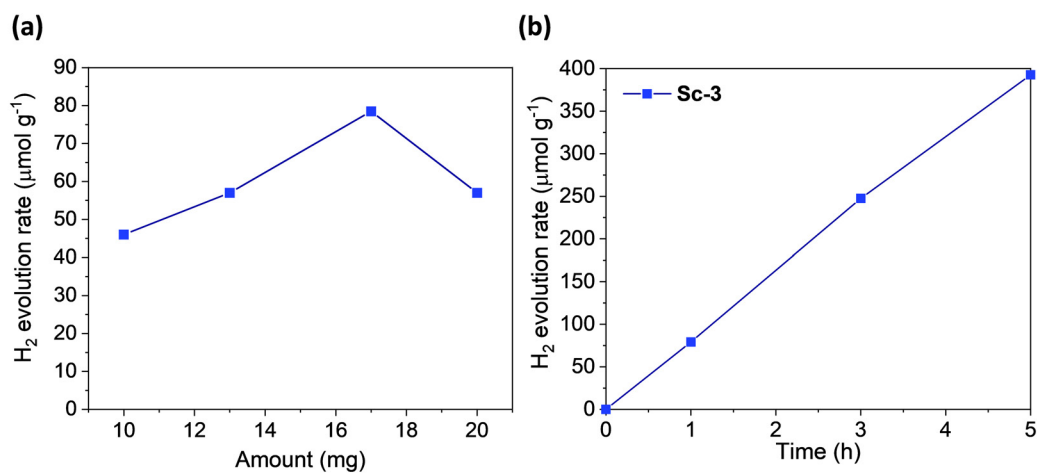 (a)
H₂ evolution rate (μmol g⁻¹)
90
80
70
60
50
40
30
20
10
0
10 12 14 16 18 20
Amount (mg)
(b)
H₂ evolution rate (μmol g⁻¹)
400
350
300
250
200
150
100
50
0
Sc-3
0 1 2 3 4 5
Time (h)